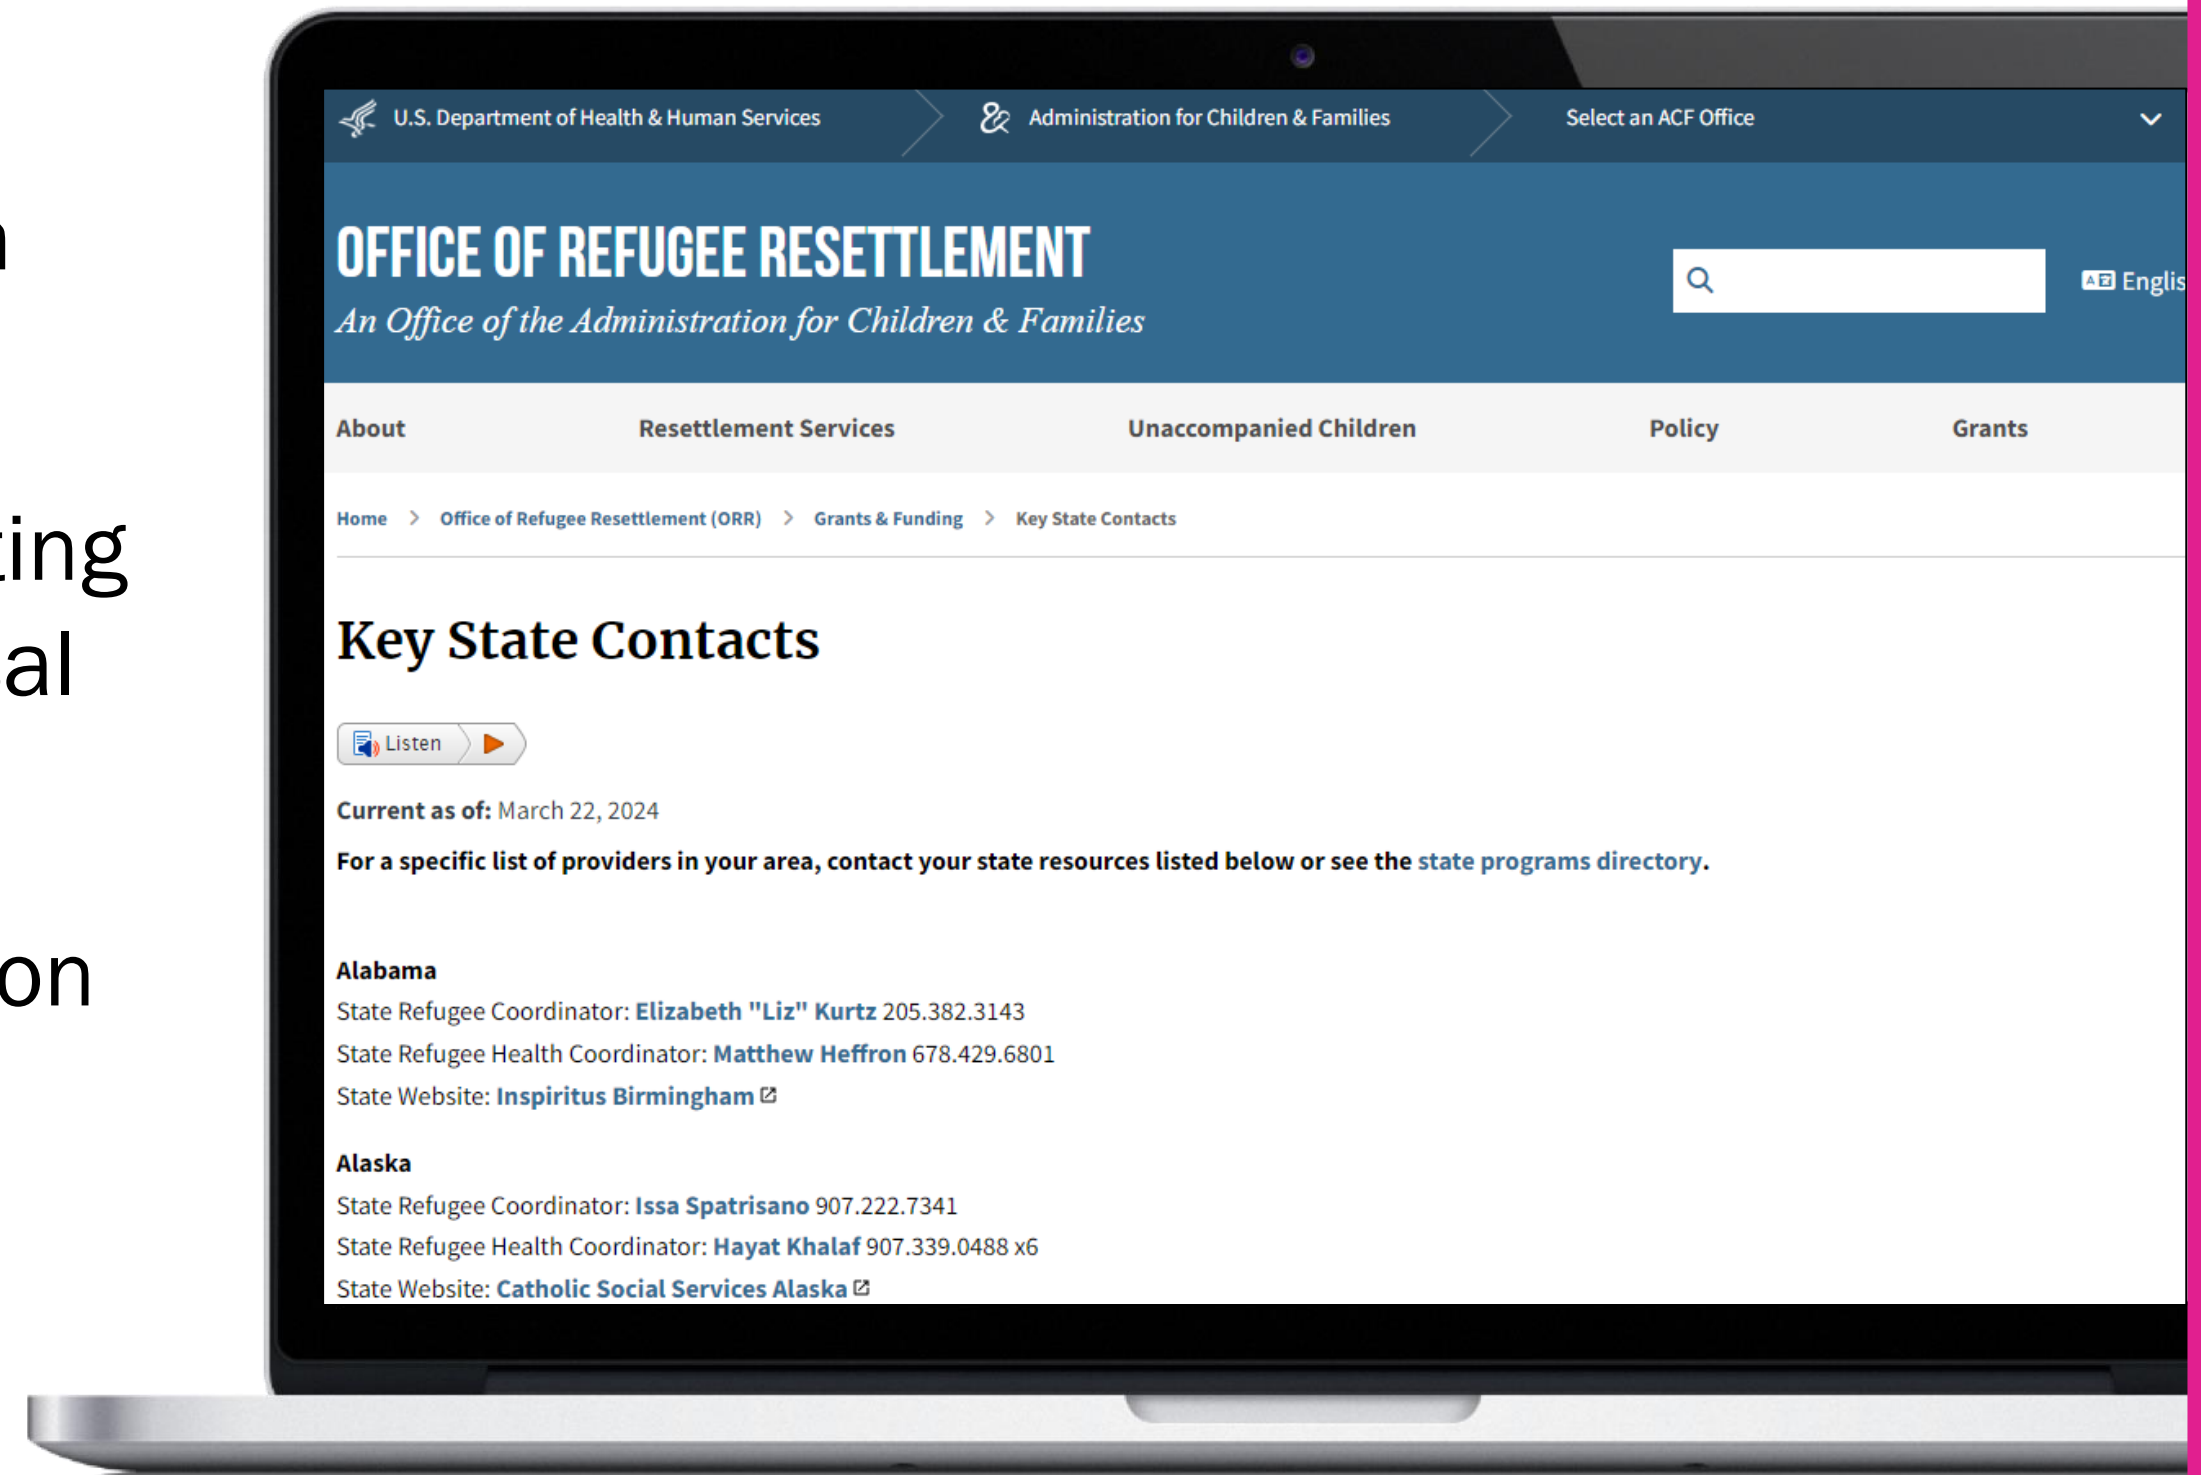 U.S. Department of Health & Human Services
Administration for Children & Families
Select an ACF Office
OFFICE OF REFUGEE RESETTLEMENT
An Office of the Administration for Children & Families
Englis
About
Resettlement Services
Unaccompanied Children
Policy
Grants
Home > Office of Refugee Resettlement (ORR) > Grants & Funding > Key State Contacts
Key State Contacts
Listen
Current as of: March 22, 2024
For a specific list of providers in your area, contact your state resources listed below or see the state programs directory.
Alabama
State Refugee Coordinator: Elizabeth "Liz" Kurtz 205.382.3143
State Refugee Health Coordinator: Matthew Heffron 678.429.6801
State Website: Inspiritus Birmingham
Alaska
State Refugee Coordinator: Issa Spatrisano 907.222.7341
State Refugee Health Coordinator: Hayat Khalaf 907.339.0488 x6
State Website: Catholic Social Services Alaska